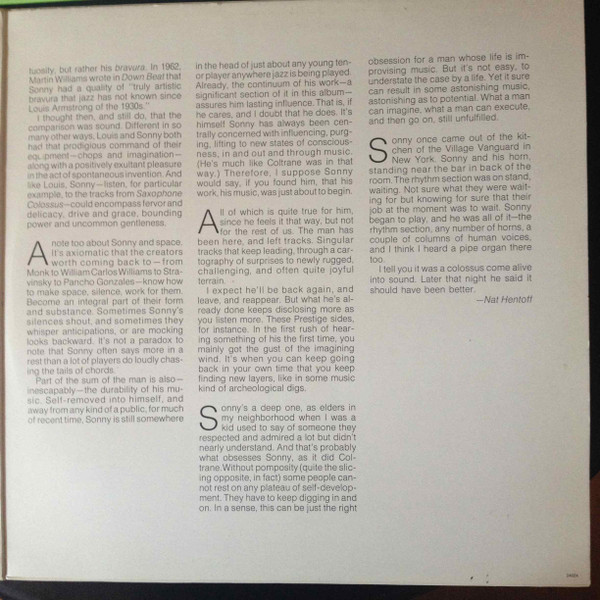 tuosity, but rather his bravura. In 1962,
Martin Williams wrote in Down Beat that
Sonny had a quality of "truly artistic
bravura that jazz has not known since
Louis Armstrong of the 1930s."
I thought then, and still do, that the
comparison was sound. Different in so
many other ways, Louis and Sonny both
had that prodigious command of their
equipment—chops and imagination—
along with a positively exultant pleasure
in the act of spontaneous invention. And
like Louis, Sonny—listen, for particular
example, to the tracks from Saxophone
Colossus—could encompass fervor and
delicacy, drive and grace, bounding
power and uncommon gentleness.
A note too about Sonny and space.
It's axiomatic that the creators
worth coming back to—from
Monk to William Carlos Williams to Stra-
vinsky to Pancho Gonzales—know how
to make space, silence, work for them.
Become an integral part of their form
and substance. Sometimes Sonny's
silences shout, and sometimes they
whisper anticipations, or are mocking
looks backward. It's not a paradox to
note that Sonny often says more in a
rest than a lot of players do loudly chas-
ing the tails of chords.
Part of the sum of the man is also—
inescapably—the durability of his mu-
sic. Self-removed into himself, and
away from any kind of a public, for much
of recent time, Sonny is still somewhere
in the head of just about any young ten-
or player anywhere jazz is being played.
Already, the continuum of his work—a
significant section of it in this album—
assures him lasting influence. That is, if
he cares, and I doubt that he does. It's
himself Sonny has always been cen-
trally concerned with influencing, purg-
ing, lifting to new states of conscious-
ness, in and out and through music.
(He's much like Coltrane was in that
way.) Therefore, I suppose Sonny
would say, if you found him, that his
work, his music, was just about to begin.
All of which is quite true for him,
since he feels it that way, but not
for the rest of us. The man has
been here, and left tracks. Singular
tracks that keep leading, through a car-
tography of surprises to newly rugged,
challenging, and often quite joyful
terrain.
I expect he'll be back again, and
leave, and reappear. But what he's al-
ready done keeps disclosing more as
you listen more. These Prestige sides,
for instance. In the first rush of hear-
ing something of his the first time, you
mainly got the gust of the imagining
wind. It's when you can keep going
back in your own time that you keep
finding new layers, like in some music
kind of archeological digs.
Sonny's a deep one, as elders in
my neighborhood when I was a
kid used to say of someone they
respected and admired a lot but didn't
nearly understand. And that's probably
what obsesses Sonny, as it did Col-
trane. Without pomposity (quite the slic-
ing opposite, in fact) some people can-
not rest on any plateau of self-develop-
ment. They have to keep digging in and
on. In a sense, this can be just the right
obsession for a man whose life is im-
provising music. But it's not easy, to
understate the case by a life. Yet it sure
can result in some astonishing music,
astonishing as to potential. What a man
can imagine, what a man can execute,
and then go on, still unfulfilled.
Sonny once came out of the kit-
chen of the Village Vanguard in
New York. Sonny and his horn,
standing near the bar in back of the
room. The rhythm section was on stand,
waiting. Not sure what they were wait-
ing for but knowing for sure that their
job at the moment was to wait. Sonny
began to play, and he was all of it—the
rhythm section, any number of horns, a
couple of columns of human voices,
and I think I heard a pipe organ there
too.
I tell you it was a colossus come alive
into sound. Later that night he said it
should have been better.
—Nat Hentoff